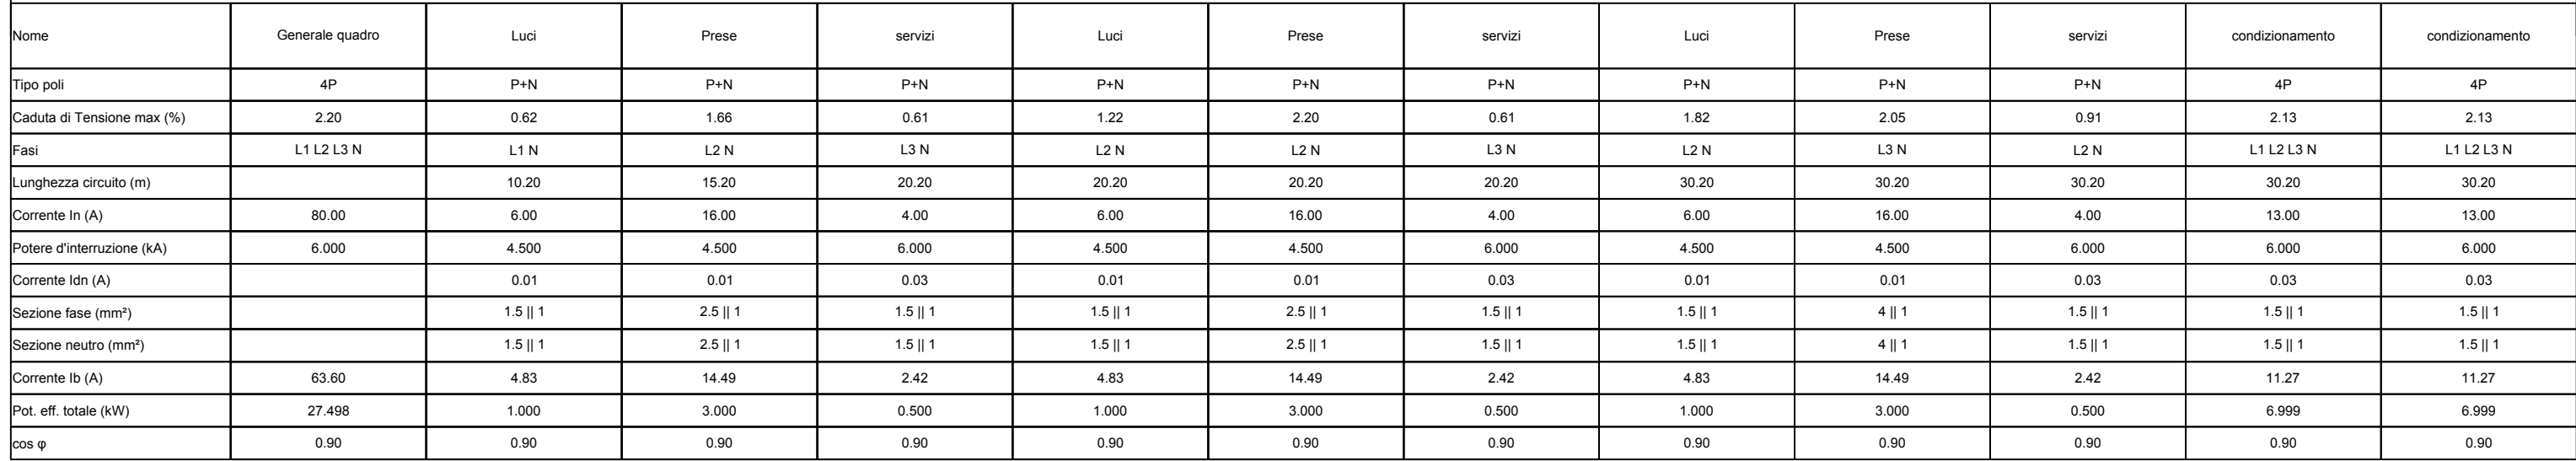 Nome Generale quadro Luci Prese servizi Luci Prese servizi Luci Prese servizi condizionamento condizionamento
Tipo poli 4P P+N P+N P+N P+N P+N P+N P+N P+N P+N 4P 4P
Caduta di Tensione max (%) 2.20 0.62 1.66 0.61 1.22 2.20 0.61 1.82 2.05 0.91 2.13 2.13
Fasi L1 L2 L3 N L1 N L2 N L3 N L2 N L2 N L3 N L2 N L3 N L2 N L1 L2 L3 N L1 L2 L3 N
Lunghezza circuito (m) 10.20 15.20 20.20 20.20 20.20 20.20 30.20 30.20 30.20 30.20 30.20
Corrente In (A) 80.00 6.00 16.00 4.00 6.00 16.00 4.00 6.00 16.00 4.00 13.00 13.00
Potere d'interruzione (kA) 6.000 4.500 4.500 6.000 4.500 4.500 6.000 4.500 4.500 6.000 6.000 6.000
Corrente Idn (A) 0.01 0.01 0.03 0.01 0.01 0.03 0.01 0.01 0.03 0.03 0.03
Sezione fase (mm²) 1.5 || 1 2.5 || 1 1.5 || 1 1.5 || 1 2.5 || 1 1.5 || 1 1.5 || 1 4 || 1 1.5 || 1 1.5 || 1 1.5 || 1
Sezione neutro (mm²) 1.5 || 1 2.5 || 1 1.5 || 1 1.5 || 1 2.5 || 1 1.5 || 1 1.5 || 1 4 || 1 1.5 || 1 1.5 || 1 1.5 || 1
Corrente Ib (A) 63.60 4.83 14.49 2.42 4.83 14.49 2.42 4.83 14.49 2.42 11.27 11.27
Pot. eff. totale (kW) 27.498 1.000 3.000 0.500 1.000 3.000 0.500 1.000 3.000 0.500 6.999 6.999
cos φ 0.90 0.90 0.90 0.90 0.90 0.90 0.90 0.90 0.90 0.90 0.90 0.90